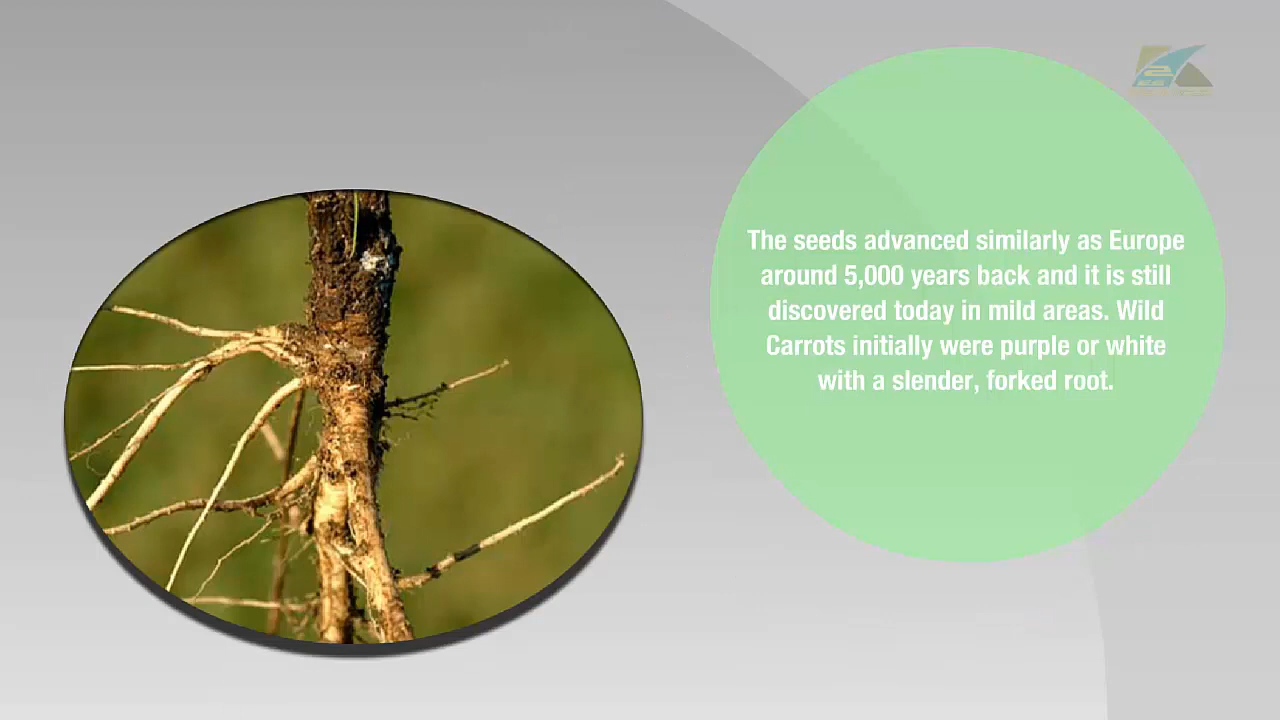 The seeds advanced similarly as Europe
around 5,000 years back and it is still
discovered today in mild areas. Wild
Carrots initially were purple or white
with a slender, forked root.